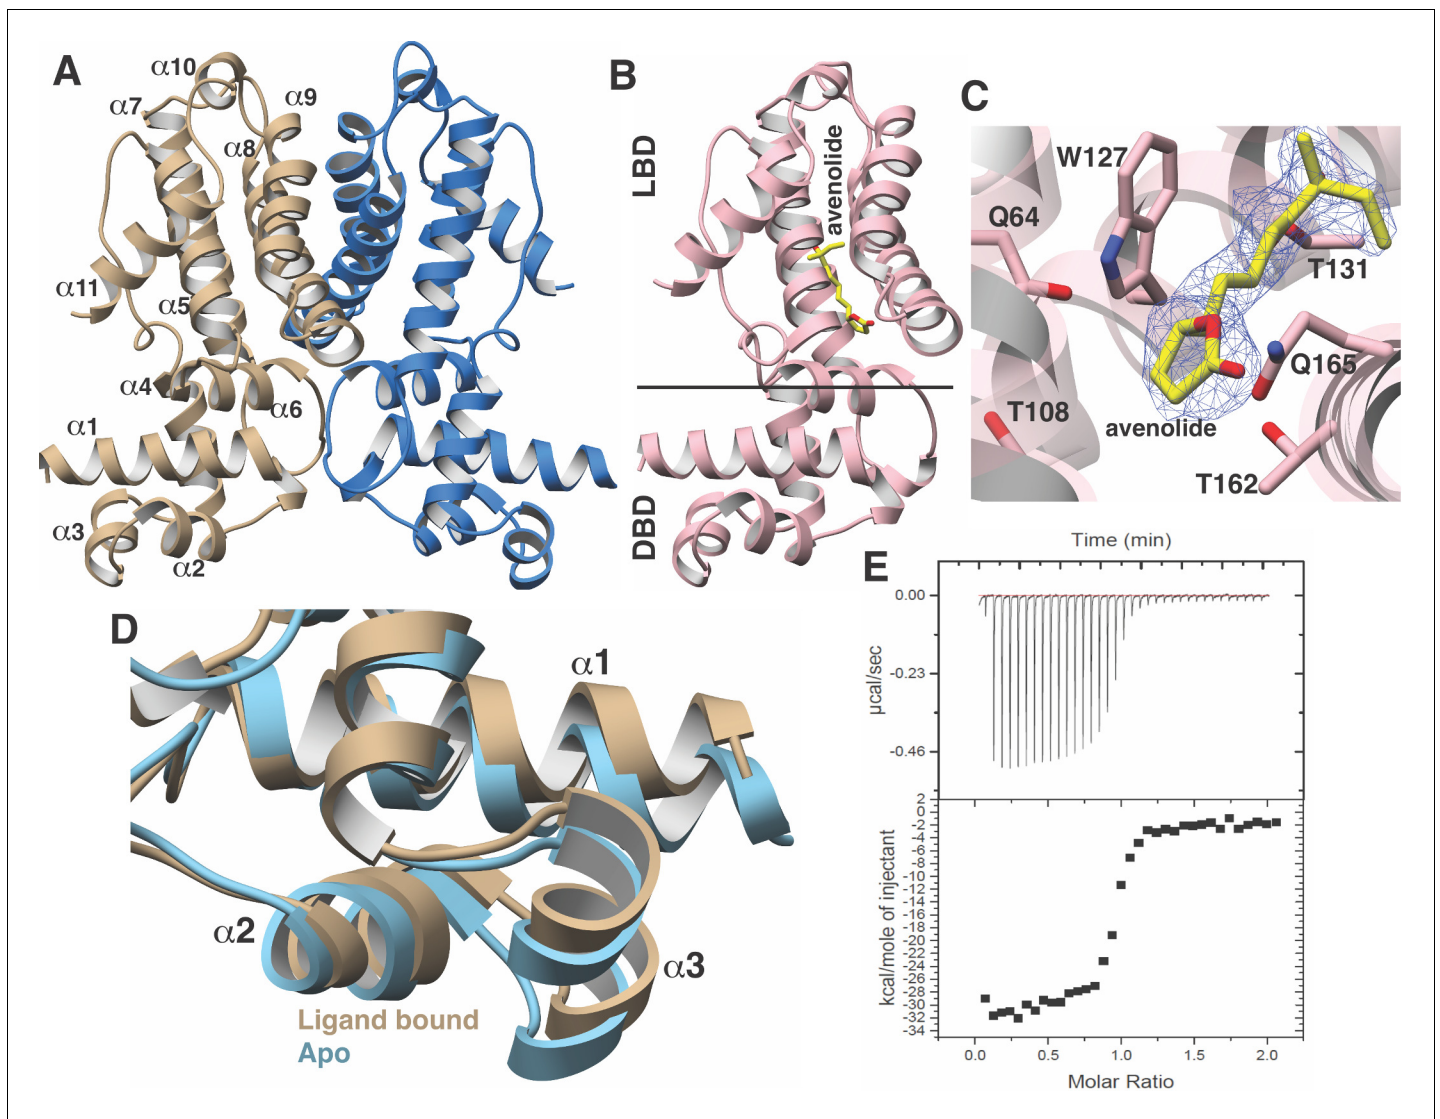 A
α10
α9
α7
α8
α11
α5
α4
α6
α1
α3
α2
B
LBD
avenolide
DBD
C
W127
Q64
T131
Q165
T108
avenolide
T162
D
α1
α2
α3
Ligand bound
Apo
E
Time (min)
0.00
-0.23
-0.46
µcal/sec
2
0
-2
-4
-6
-8
-10
-12
-14
-16
-18
-20
-22
-24
-26
-28
-30
-32
-34
kcal/mole of injectant
0.0 0.5 1.0 1.5 2.0
Molar Ratio